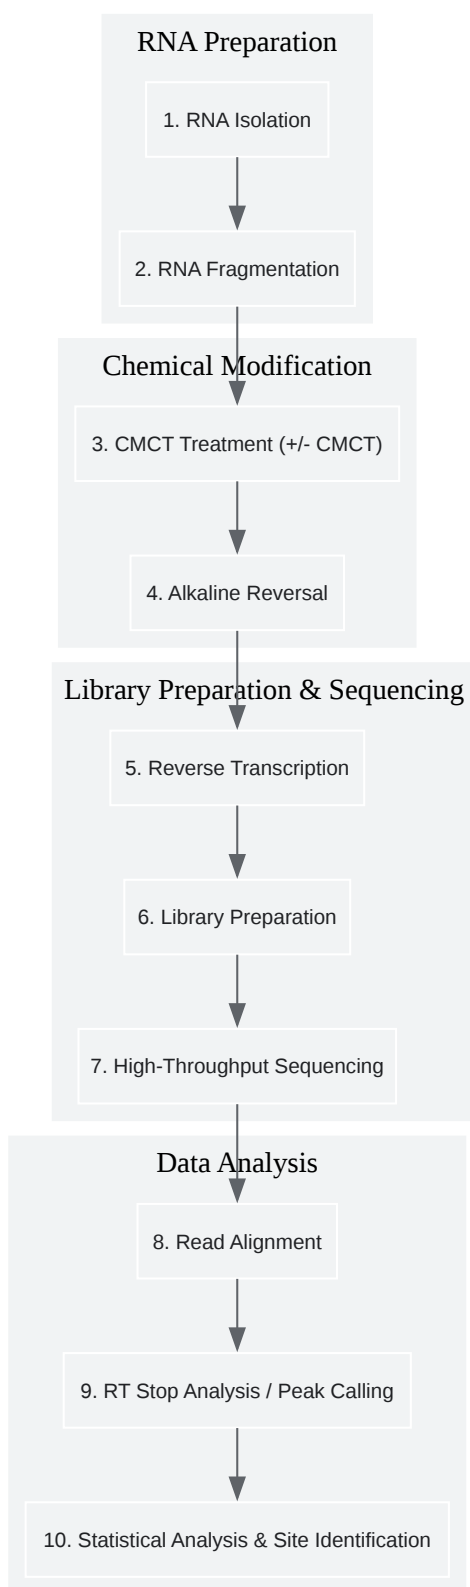 RNA Preparation
1. RNA Isolation
2. RNA Fragmentation
Chemical Modification
3. CMCT Treatment (+/- CMCT)
4. Alkaline Reversal
Library Preparation & Sequencing
5. Reverse Transcription
6. Library Preparation
7. High-Throughput Sequencing
Data Analysis
8. Read Alignment
9. RT Stop Analysis / Peak Calling
10. Statistical Analysis & Site Identification